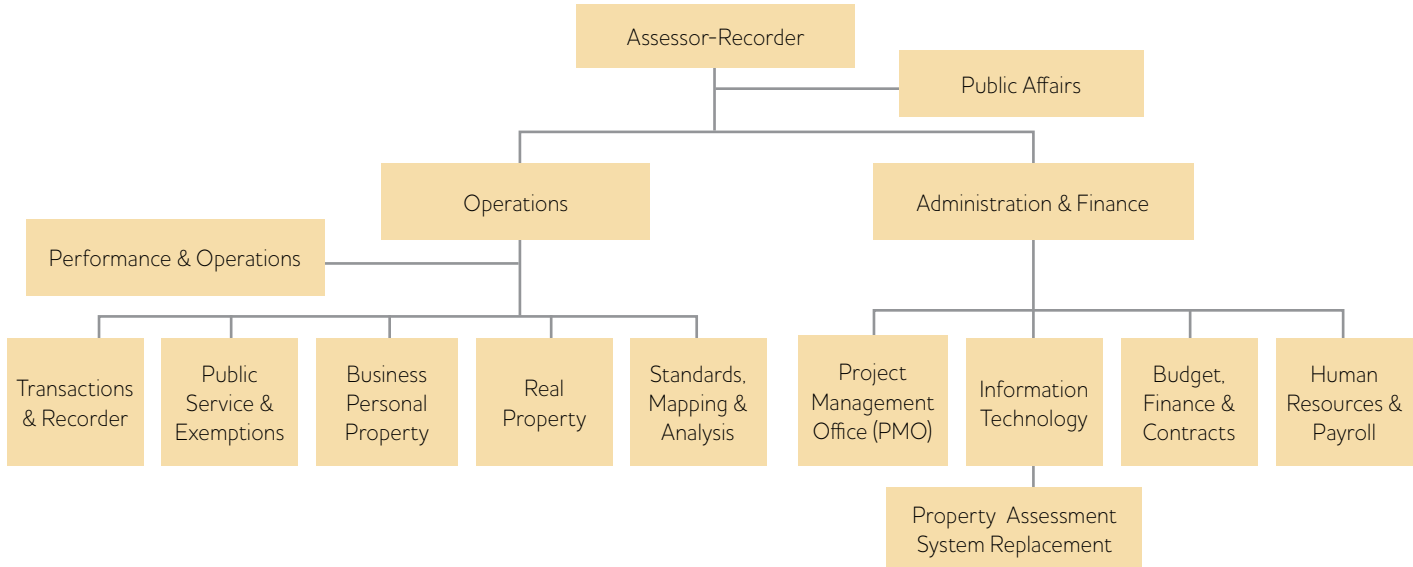 Assessor-Recorder
Public Affairs
Operations
Administration & Finance
Performance & Operations
Transactions
& Recorder
Public
Service &
Exemptions
Business
Personal
Property
Real
Property
Standards,
Mapping &
Analysis
Project
Management
Office (PMO)
Information
Technology
Budget,
Finance &
Contracts
Human
Resources &
Payroll
Property Assessment
System Replacement